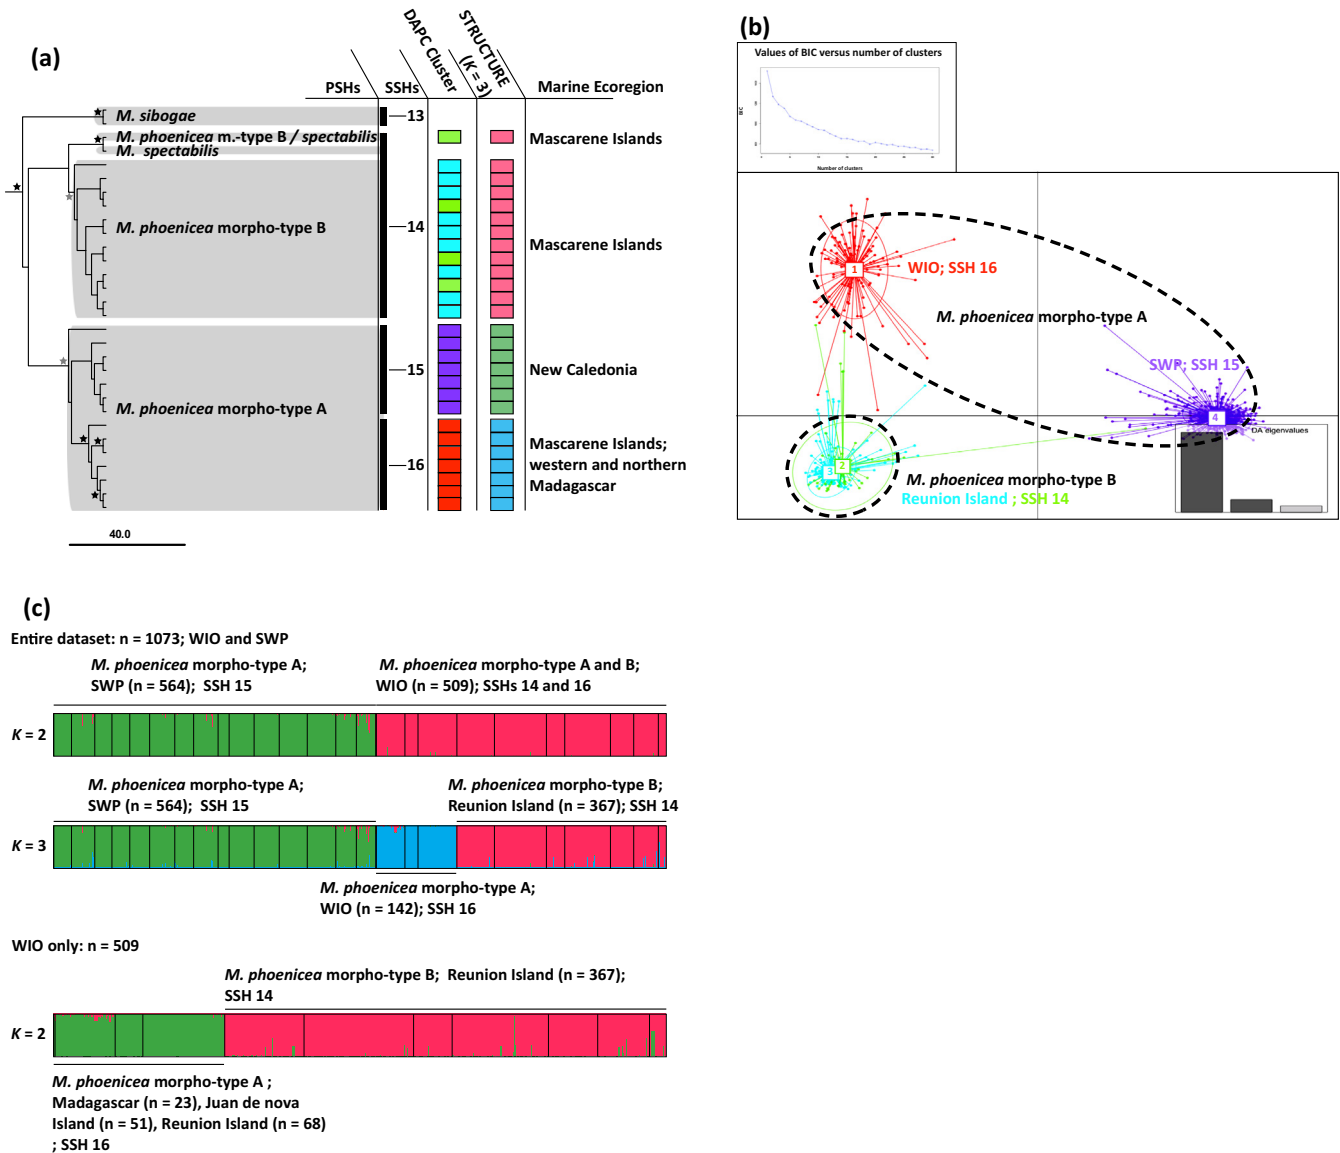 (a)
DAPC Cluster
STRUCTURE
(K = 3)
PSHs
SSHs
Marine Ecoregion
M. sibogae
13
M. phoenicea m.-type B / spectabilis
Mascarene Islands
M. spectabilis
M. phoenicea morpho-type B
14
Mascarene Islands
15
New Caledonia
M. phoenicea morpho-type A
Mascarene Islands;
16
western and northern
Madagascar
40.0
(b)
Values of BIC versus number of clusters
BIC
Number of clusters
1
WIO; SSH 16
M. phoenicea morpho-type A
SWP; SSH 15
4
DA eigenvalues
2
3
M. phoenicea morpho-type B
Reunion Island ; SSH 14
(c)
Entire dataset: n = 1073; WIO and SWP
M. phoenicea morpho-type A;
SWP (n = 564); SSH 15
M. phoenicea morpho-type A and B;
WIO (n = 509); SSHs 14 and 16
K = 2
M. phoenicea morpho-type A;
SWP (n = 564); SSH 15
M. phoenicea morpho-type B;
Reunion Island (n = 367); SSH 14
K = 3
M. phoenicea morpho-type A;
WIO (n = 142); SSH 16
WIO only: n = 509
M. phoenicea morpho-type B; Reunion Island (n = 367);
SSH 14
K = 2
M. phoenicea morpho-type A ;
Madagascar (n = 23), Juan de nova
Island (n = 51), Reunion Island (n = 68)
; SSH 16